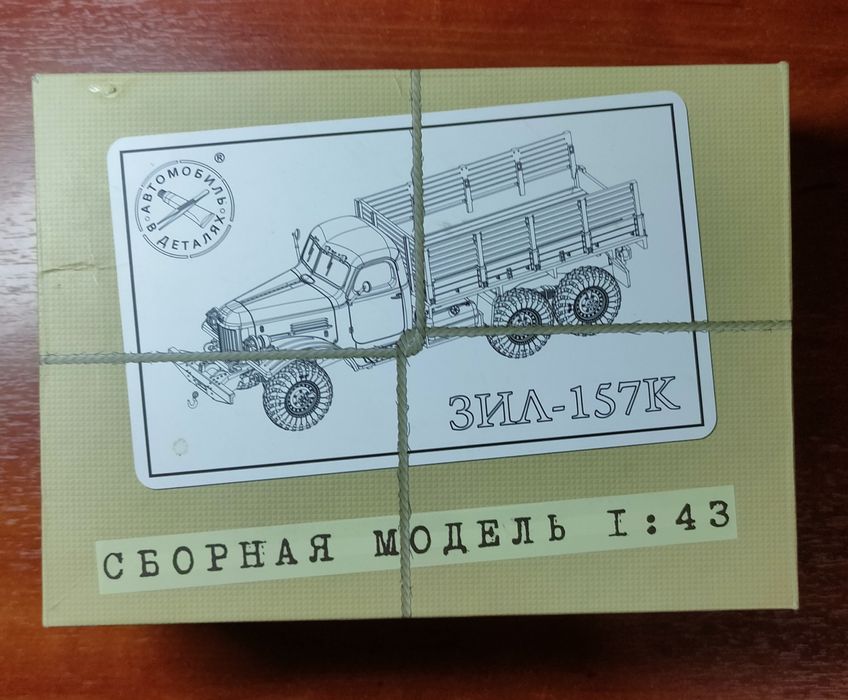 АВТОМОБИЛЬ
В ДЕТАЛЯХ
®
ЗИЛ-157К
СБОРНАЯ МОДЕЛЬ 1:43